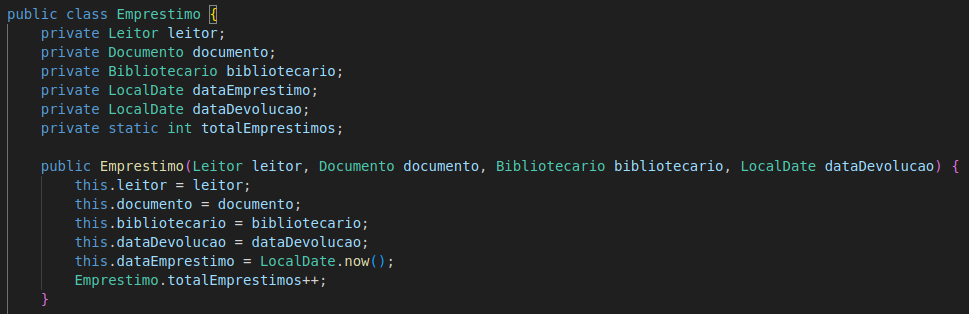 public class Emprestimo {
    private Leitor leitor;
    private Documento documento;
    private Bibliotecario bibliotecario;
    private LocalDate dataEmprestimo;
    private LocalDate dataDevolucao;
    private static int totalEmprestimos;

    public Emprestimo(Leitor leitor, Documento documento, Bibliotecario bibliotecario, LocalDate dataDevolucao) {
        this.leitor = leitor;
        this.documento = documento;
        this.bibliotecario = bibliotecario;
        this.dataDevolucao = dataDevolucao;
        this.dataEmprestimo = LocalDate.now();
        Emprestimo.totalEmprestimos++;
    }